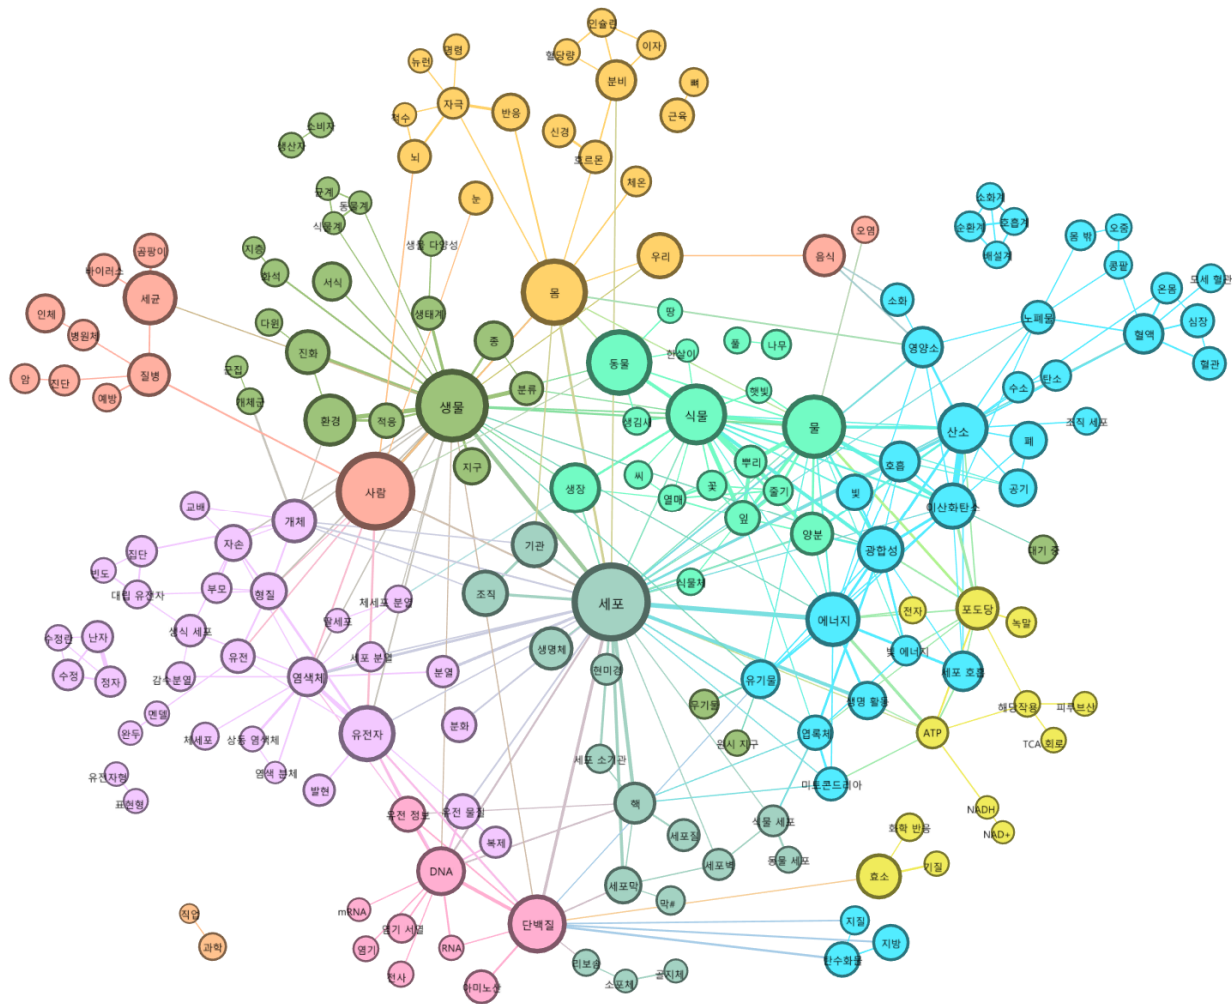 인슐린
명령
이자
혈당량
뉴런
분비
뼈
자극
반응
근육
척수
소비자
신경
생산자
뇌
호르몬
체온
균계
눈
동물계
소화계
식물계
순환계
호흡계
오염
몸 밖
오줌
곰팡이
지층
생물 다양성
배설계
바이러스
화석
우리
음식
콩팥
서식
온몸
모세 혈관
세균
몸
소화
인체
생태계
땅
노폐물
심장
병원체
다윈
종
풀
나무
혈액
진화
동물
한살이
영양소
혈관
암
진단
질병
군집
분류
햇빛
수소
탄소
예방
개체군
생물
환경
적응
생김새
식물
물
산소
조직 세포
폐
지구
뿌리
호흡
씨
사람
생장
꽃
줄기
빛
공기
열매
이산화탄소
교배
개체
잎
자손
기관
양분
광합성
대기 중
집단
빈도
식물체
부모
형질
조직
체세포 분열
대립 유전자
세포
전자
포도당
녹말
수정란
난자
생식 세포
에너지
생명체
유전
세포 분열
빛 에너지
현미경
수정
정자
감수분열
염색체
분열
유기물
세포 호흡
생명 활동
무기물
해당작용
피루브산
멘델
완두
체세포
상동 염색체
유전자
분화
원시 지구
엽록체
ATP
TCA 회로
세포 소기관
유전자형
염색 분체
발현
미토콘드리아
표현형
핵
NADH
유전 정보
유전 물질
식물 세포
화학 반응
NAD+
세포질
복제
동물 세포
세포벽
기질
DNA
효소
세포막
막#
직업
mRNA
염기 서열
단백질
지질
과학
염기
RNA
지방
리보솜
탄수화물
전사
골지체
소포체
아미노산